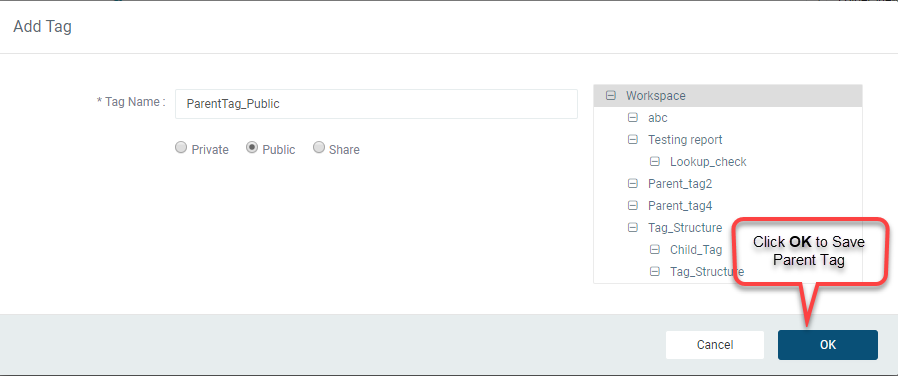 Add Tag
* Tag Name :
ParentTag_Public
Private
Public
Share
Workspace
abc
Testing report
Lookup_check
Parent_tag2
Parent_tag4
Tag_Structure
Child_Tag
Tag_Structure
Click OK to Save
Parent Tag
Cancel
OK